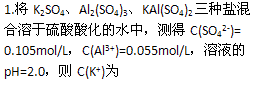 1.将 K₂SO₄、Al₂(SO₄)₃、KAl(SO₄)₂ 三种盐混
合溶于硫酸酸化的水中，测得 C(SO₄²⁻)=
0.105mol/L，C(Al³⁺)=0.055mol/L，溶液的
pH=2.0，则 C(K⁺)为